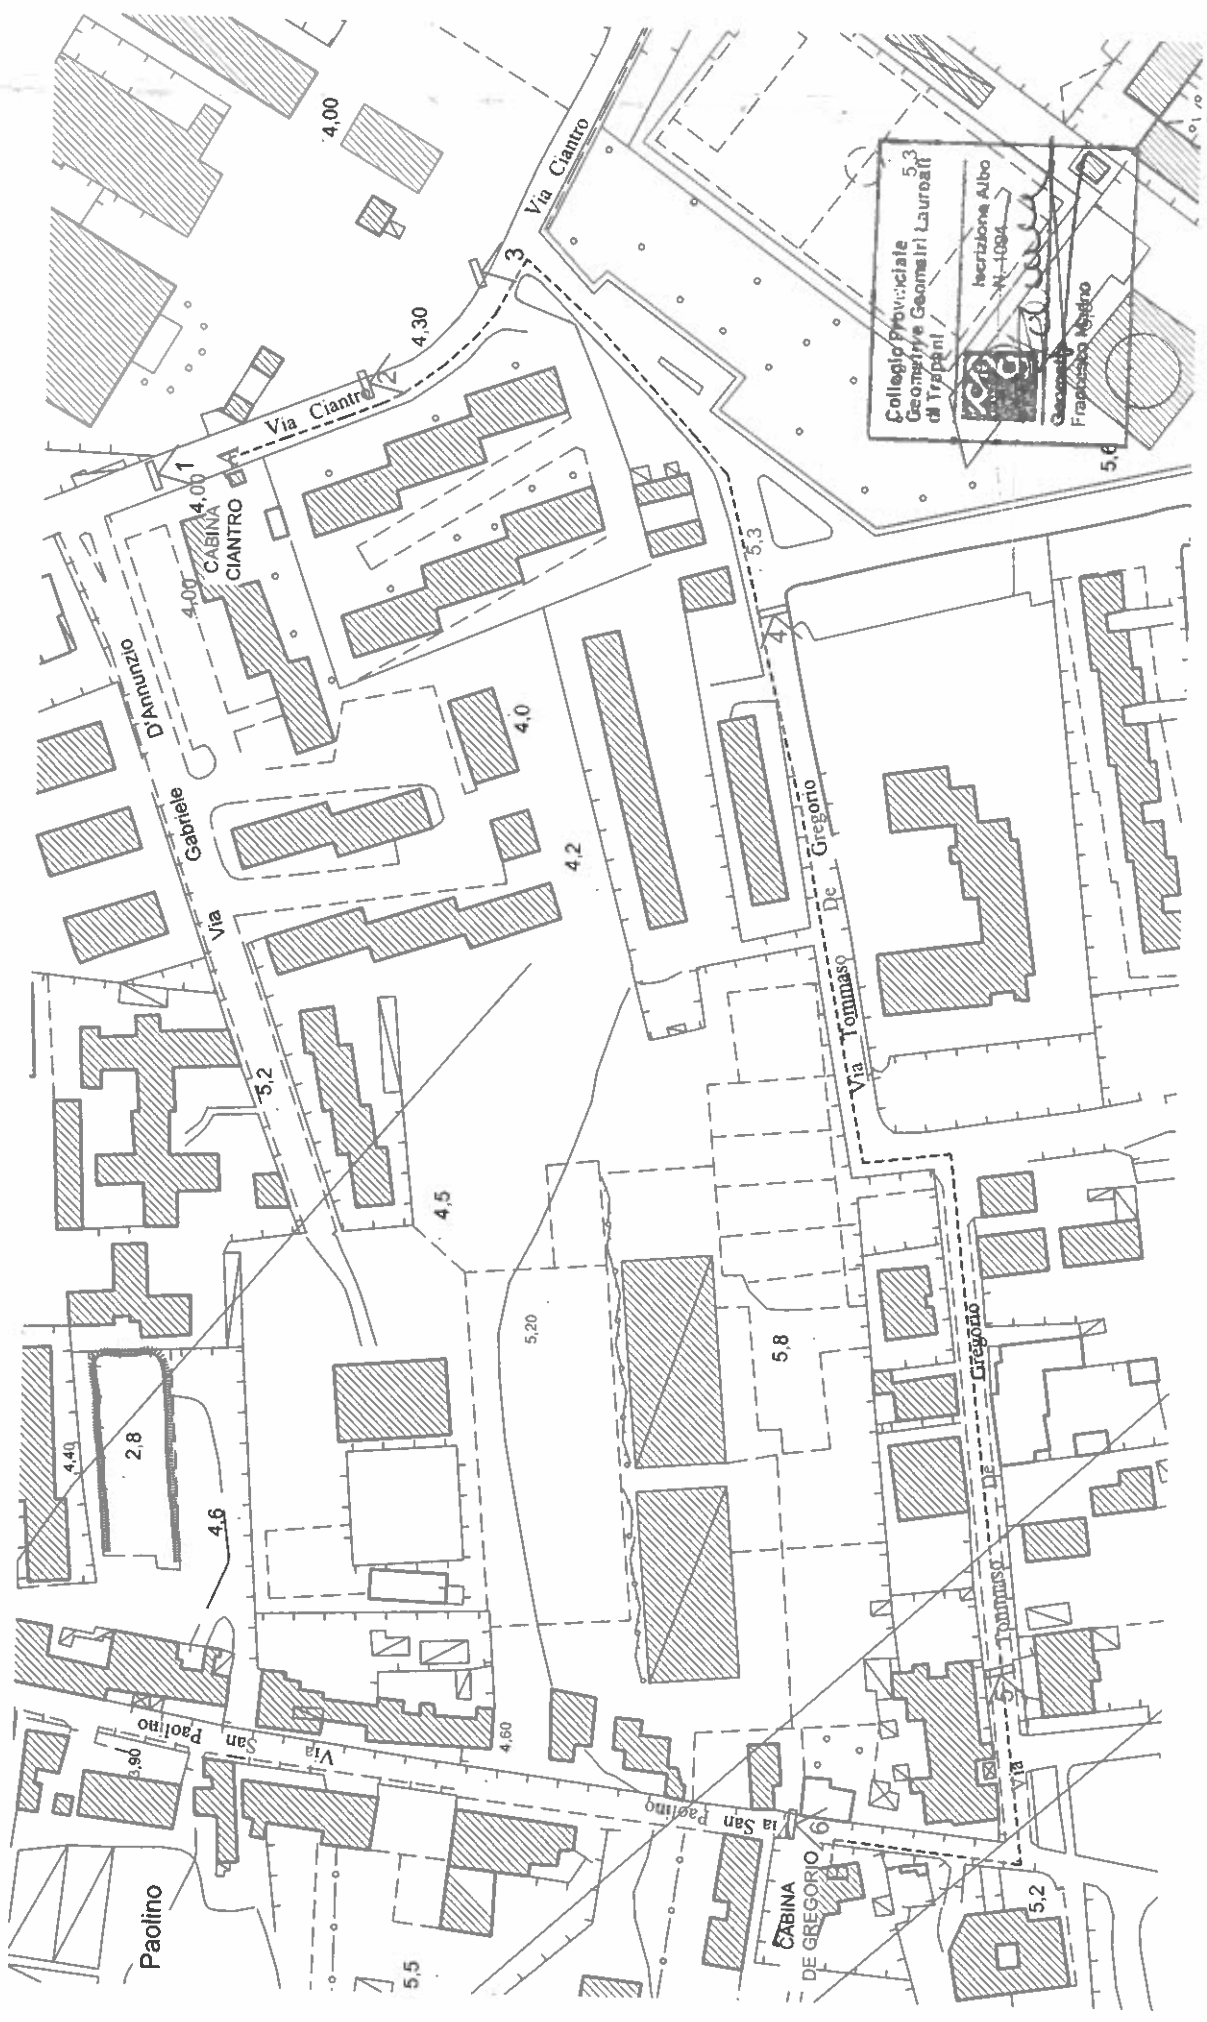 4,00
Via Ciantro
3
4,30
2
Via Ciantro
1
4,00
CABINA
CIANTRO
4,00
Via Gabriele D'Annunzio
4,0
4,2
5,2
4,5
5,20
5,8
2,8
4,40
4,6
Via San Paolino
3,90
4,60
Paolino
5,5
San Paolino
6
CABINA
DE GREGORIO
5,2
Via Tommaso De Gregorio
5
Via Tommaso De Gregorio
4
5,3
5,6
5,3
Collegio Provinciale
Geometri e Geometri Laureati
di Trapani
Iscrizione Albo
N. 1094
Geometra
Francesco